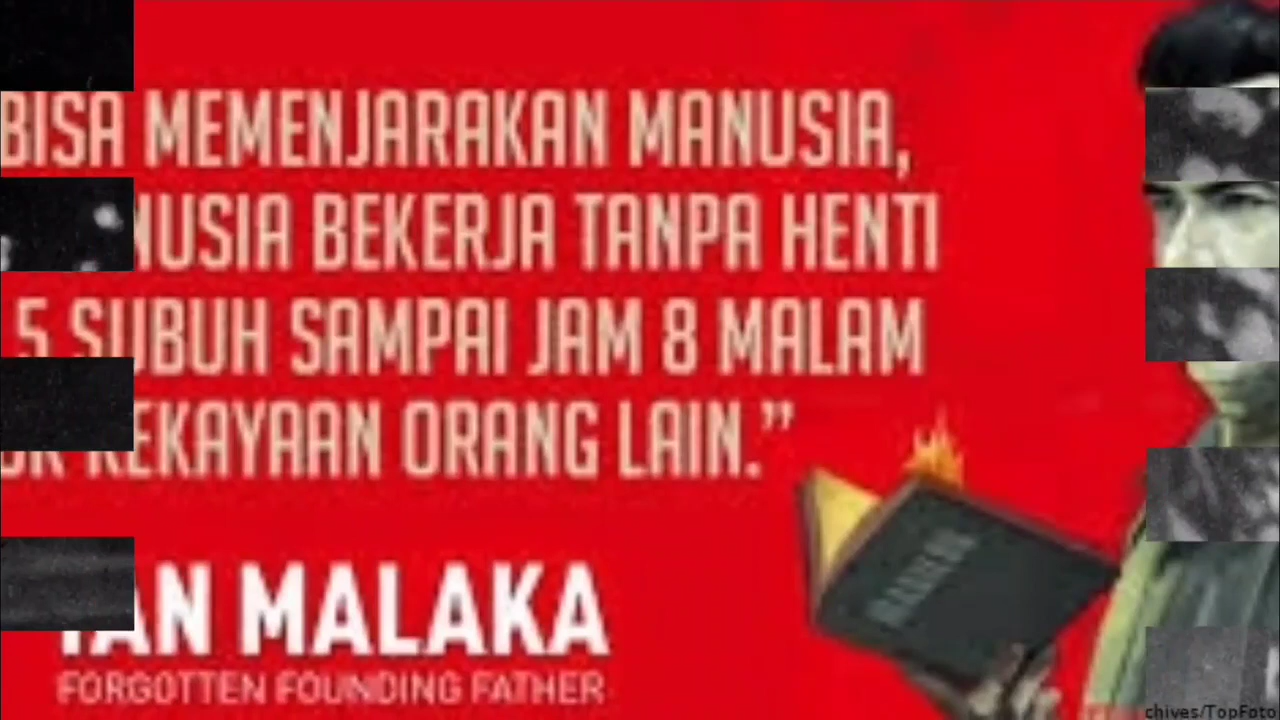 BISA MEMENJARAKAN MANUSIA,
NUSIA BEKERJA TANPA HENTI
5 SUBUH SAMPAI JAM 8 MALAM
KEKAYAAN ORANG LAIN.”
TAN MALAKA
FORGOTTEN FOUNDING FATHER
chives/TopFoto